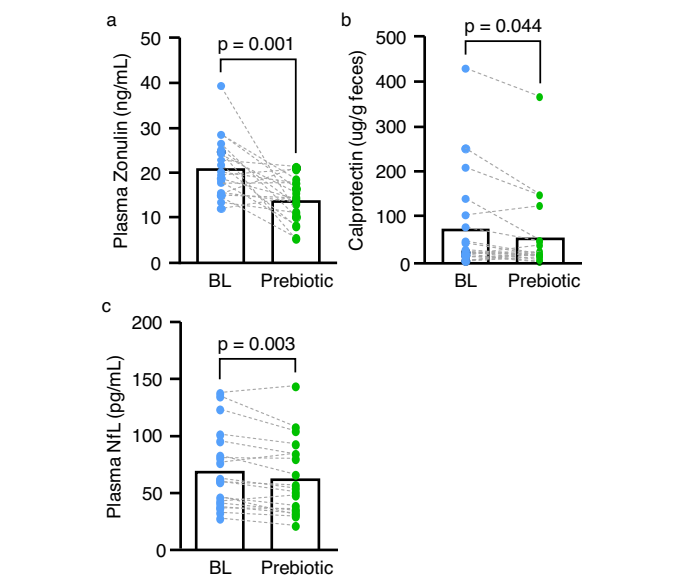 a
Plasma Zonulin (ng/mL)
50
40
30
20
10
0
p = 0.001
BL
Prebiotic
b
Calprotectin (ug/g feces)
500
400
300
200
100
0
p = 0.044
BL
Prebiotic
c
Plasma NfL (pg/mL)
200
150
100
50
0
p = 0.003
BL
Prebiotic